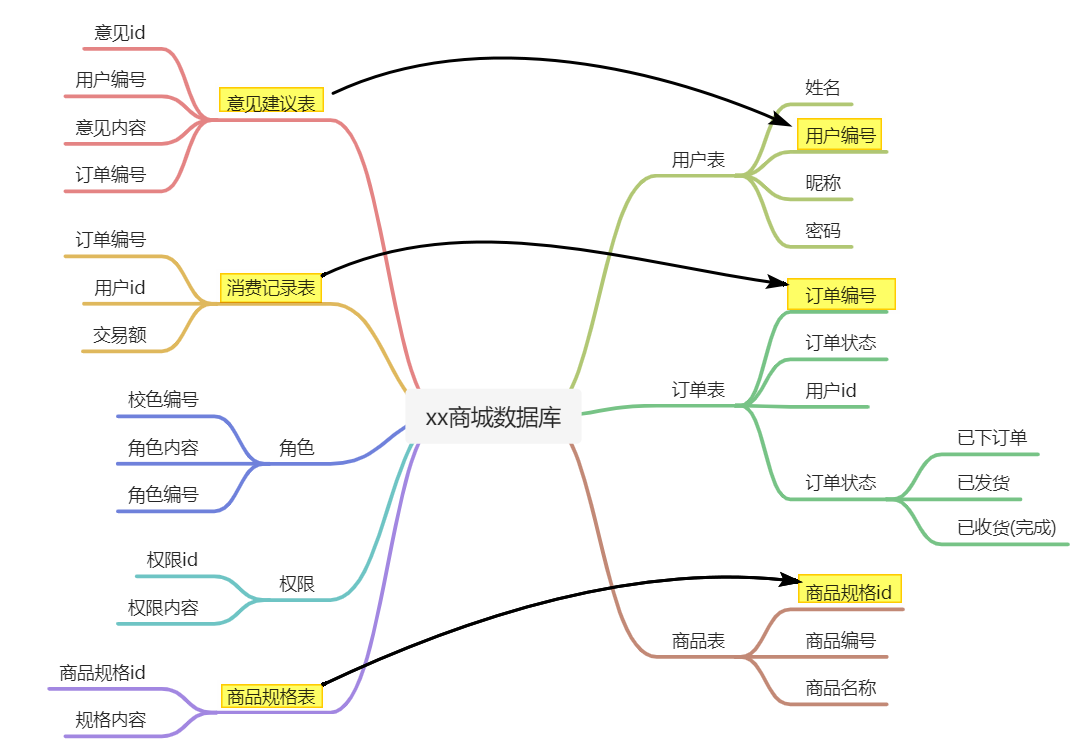 意见id
用户编号
意见内容
订单编号
意见建议表
订单编号
用户id
交易额
消费记录表
校色编号
角色内容
角色编号
角色
权限id
权限内容
权限
商品规格id
规格内容
商品规格表
xx商城数据库
姓名
用户编号
昵称
密码
用户表
订单编号
订单状态
用户id
订单状态
订单表
已下订单
已发货
已收货(完成)
商品规格id
商品编号
商品名称
商品表